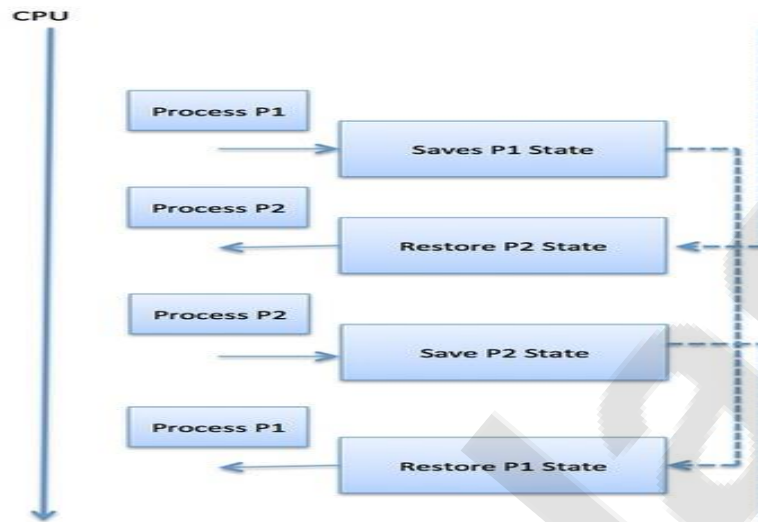 CPU
Process P1
Saves P1 State
Process P2
Restore P2 State
Process P2
Save P2 State
Process P1
Restore P1 State